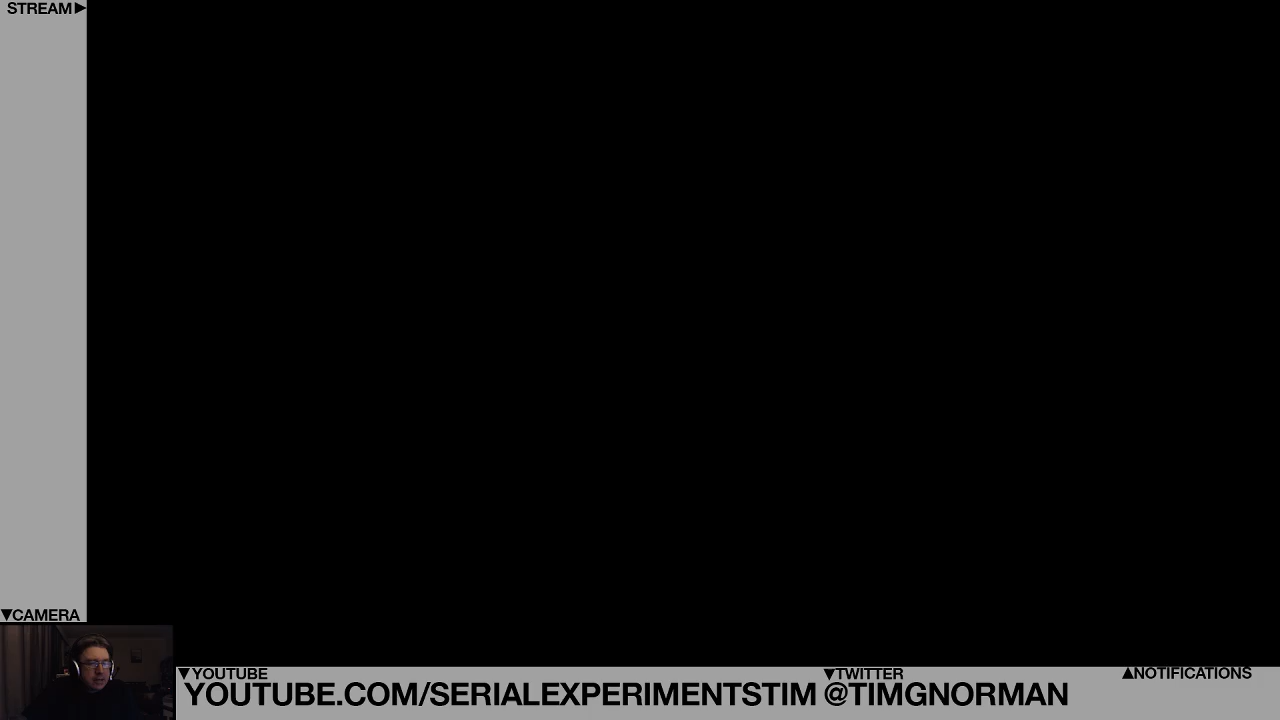 STREAM▶
▼CAMERA
▼YOUTUBE
YOUTUBE.COM/SERIALEXPERIMENTSTIM
▼TWITTER
@TIMGNORMAN
▲NOTIFICATIONS